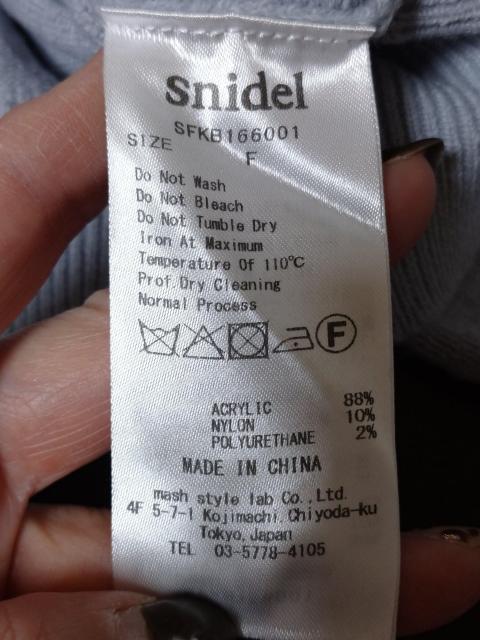 snidel
SFKB166001
SIZE
F
Do Not Wash
Do Not Bleach
Do Not Tumble Dry
Iron At Maximum
Temperature Of 110℃
Prof Dry Cleaning
Normal Process
F
ACRYLIC 88%
NYLON 10%
POLYURETHANE 2%
MADE IN CHINA
mash style lab Co., Ltd.
4F 5-7-1 Kojimachi, Chiyoda-ku
Tokyo, Japan
TEL 03-5778-4105